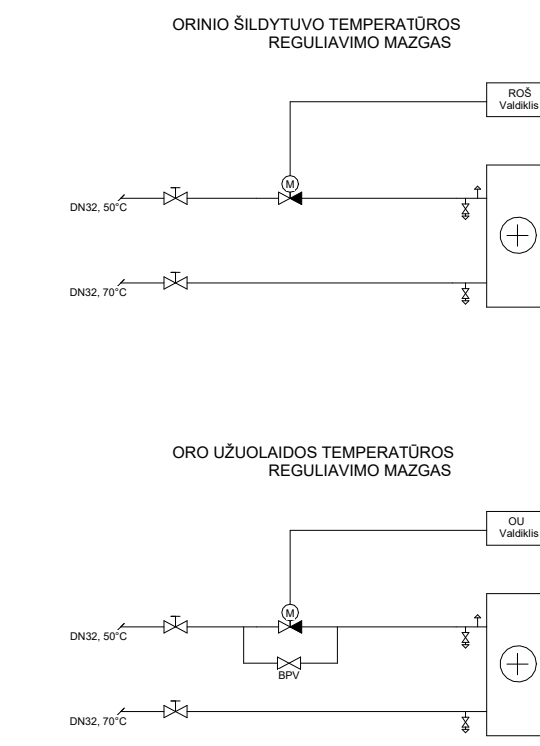 ORINIO ŠILDYTUVO TEMPERATŪROS
REGULIAVIMO MAZGAS
ROŠ
Valdiklis
M
DN32, 50°C
DN32, 70°C
ORO UŽUOLAIDOS TEMPERATŪROS
REGULIAVIMO MAZGAS
OU
Valdiklis
M
DN32, 50°C
BPV
DN32, 70°C